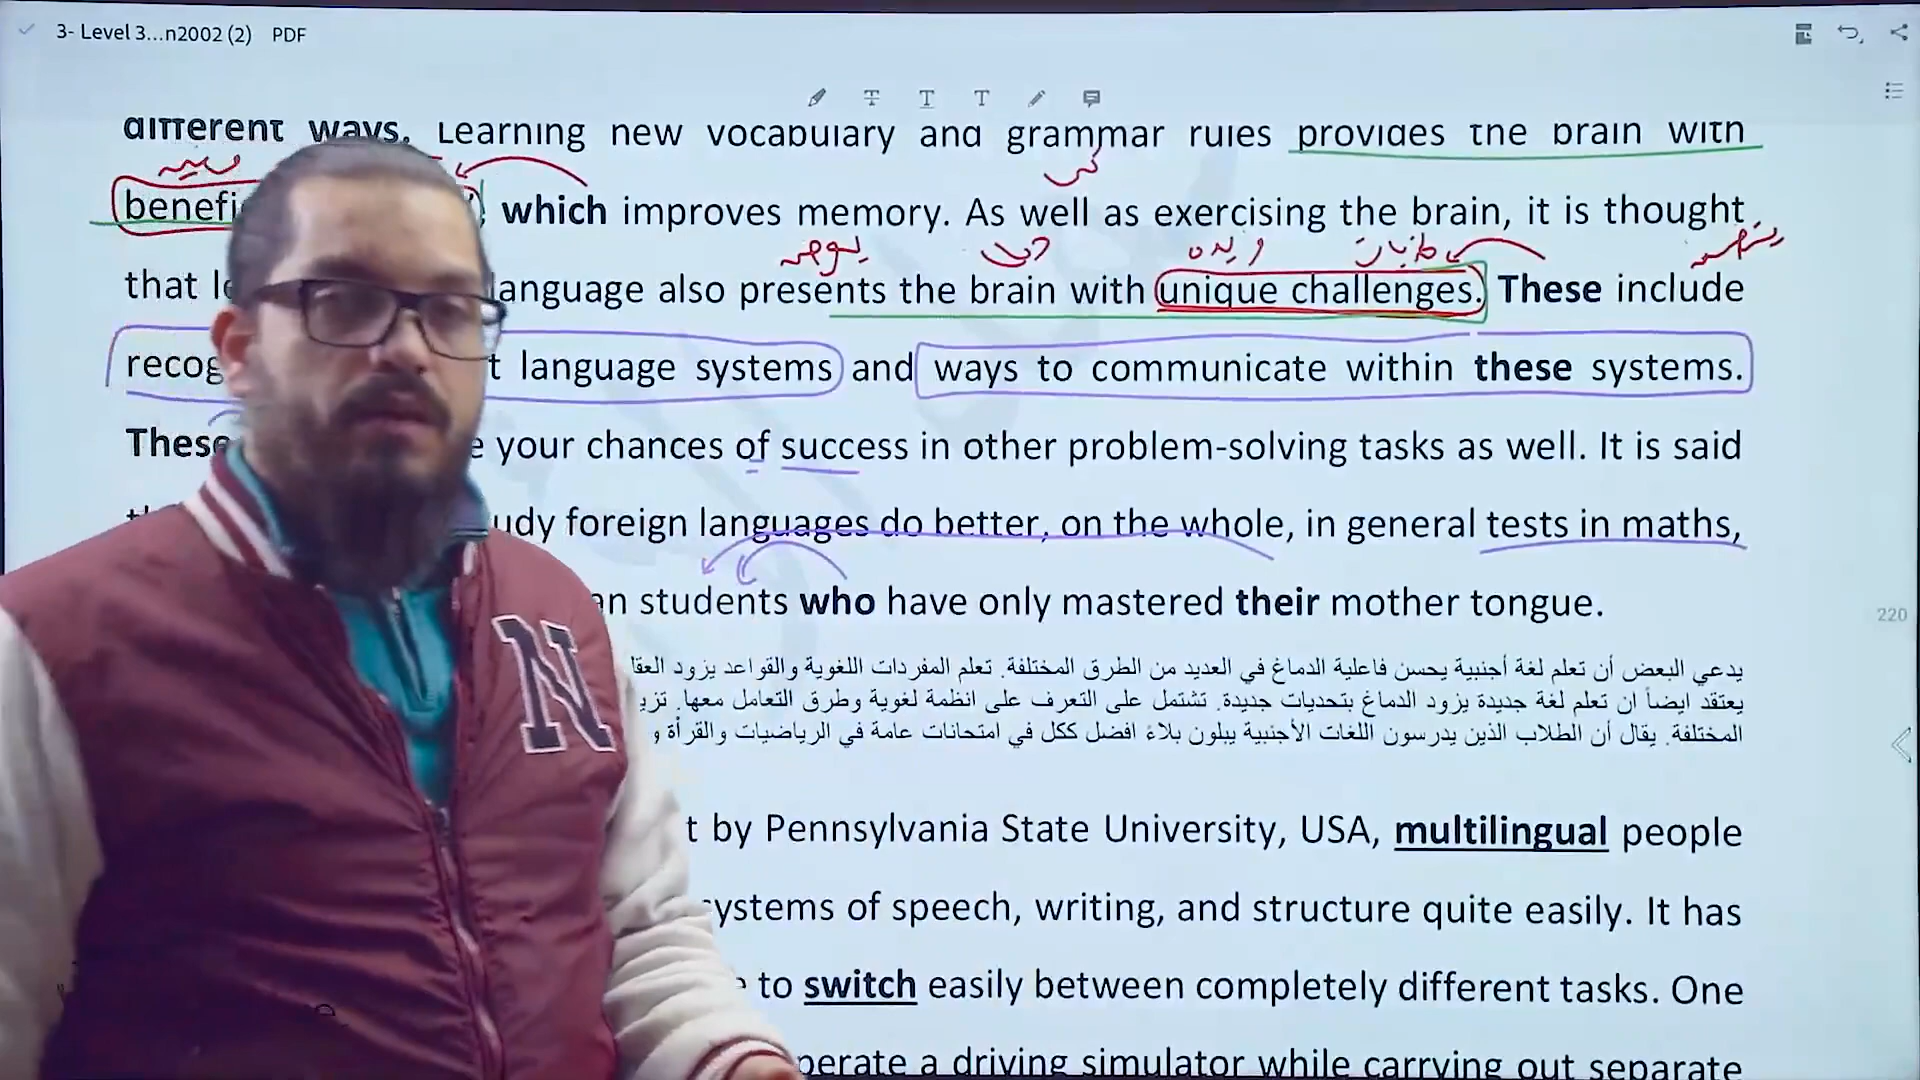 3- Level 3...n2002 (2) PDF
different ways. Learning new vocabulary and grammar rules provides the brain with
benefi which improves memory. As well as exercising the brain, it is thought
that le language also presents the brain with unique challenges. These include
recog t language systems and ways to communicate within these systems.
These e your chances of success in other problem-solving tasks as well. It is said
udy foreign languages do better, on the whole, in general tests in maths,
an students who have only mastered their mother tongue.
220
يدعي البعض أن تعلم لغة أجنبية يحسن فاعلية الدماغ في العديد من الطرق المختلفة. تعلم المفردات اللغوية والقواعد يزود العقا
يعتقد ايضاً ان تعلم لغة جديدة يزود الدماغ بتحديات جديدة. تشتمل على التعرف على انظمة لغوية وطرق التعامل معها. تزي
المختلفة. يقال أن الطلاب الذين يدرسون اللغات الأجنبية يبلون بلاءً افضل ككل في امتحانات عامة في الرياضيات والقرأة و
t by Pennsylvania State University, USA, multilingual people
systems of speech, writing, and structure quite easily. It has
e to switch easily between completely different tasks. One
perate a driving simulator while carrying out separate
N